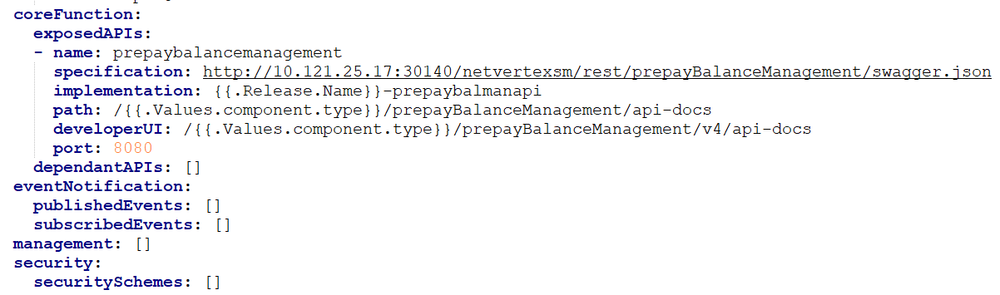 coreFunction:
  exposedAPIs:
  - name: prepaybalancemanagement
    specification: http://10.121.25.17:30140/netvertexsm/rest/prepayBalanceManagement/swagger.json
    implementation: {{.Release.Name}}-prepaybalmanapi
    path: /{{.Values.component.type}}/prepayBalanceManagement/api-docs
    developerUI: /{{.Values.component.type}}/prepayBalanceManagement/v4/api-docs
    port: 8080
  dependantAPIs: []
eventNotification:
  publishedEvents: []
  subscribedEvents: []
management: []
security:
  securitySchemes: []